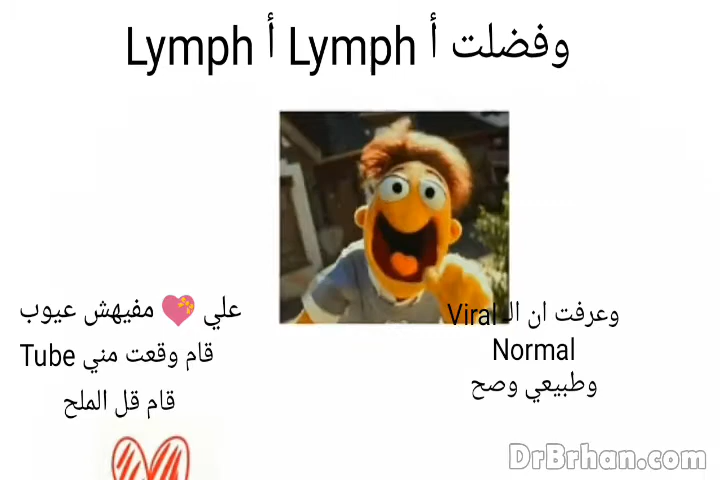 وفضلت أ Lymph أ Lymph
وعرفت ان الـ Viral
Normal
وطبيعي وصح
علي 💖 مفيهش عيوب
قام وقعت مني Tube
قام قل الملح
DrBrhan.com